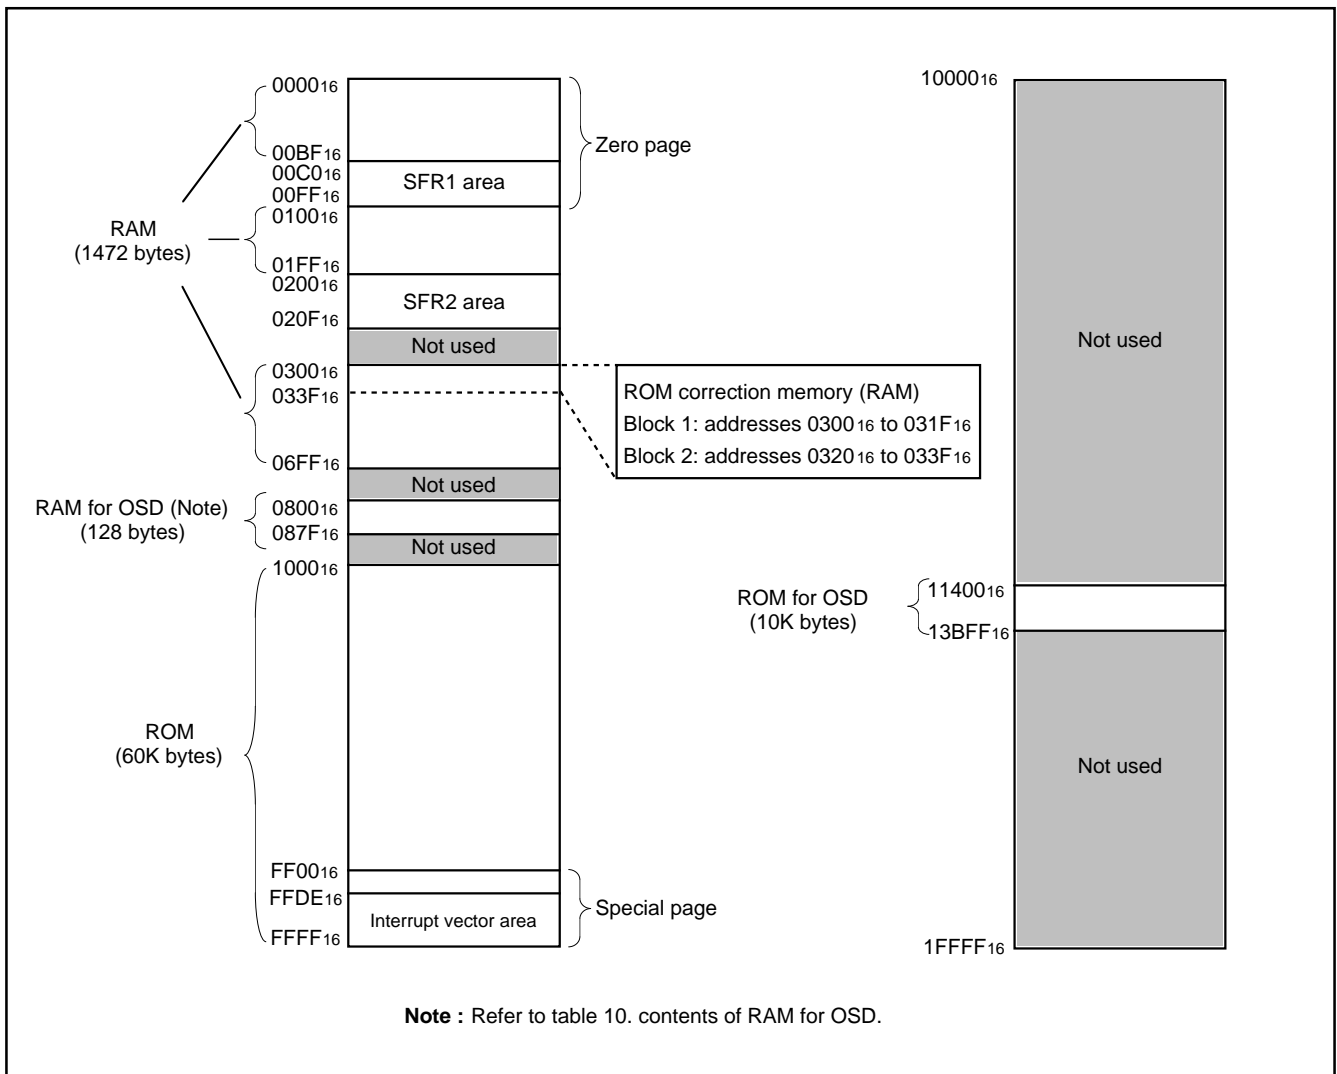 0000₁₆
00BF₁₆
00C0₁₆
SFR1 area
00FF₁₆
Zero page
RAM
(1472 bytes)
0100₁₆
01FF₁₆
0200₁₆
SFR2 area
020F₁₆
Not used
0300₁₆
033F₁₆
06FF₁₆
ROM correction memory (RAM)
Block 1: addresses 0300₁₆ to 031F₁₆
Block 2: addresses 0320₁₆ to 033F₁₆
Not used
RAM for OSD (Note)
(128 bytes)
0800₁₆
087F₁₆
Not used
1000₁₆
ROM
(60K bytes)
FF00₁₆
FFDE₁₆
Interrupt vector area
FFFF₁₆
Special page
10000₁₆
Not used
ROM for OSD
(10K bytes)
11400₁₆
13BFF₁₆
Not used
1FFFF₁₆
Note : Refer to table 10. contents of RAM for OSD.